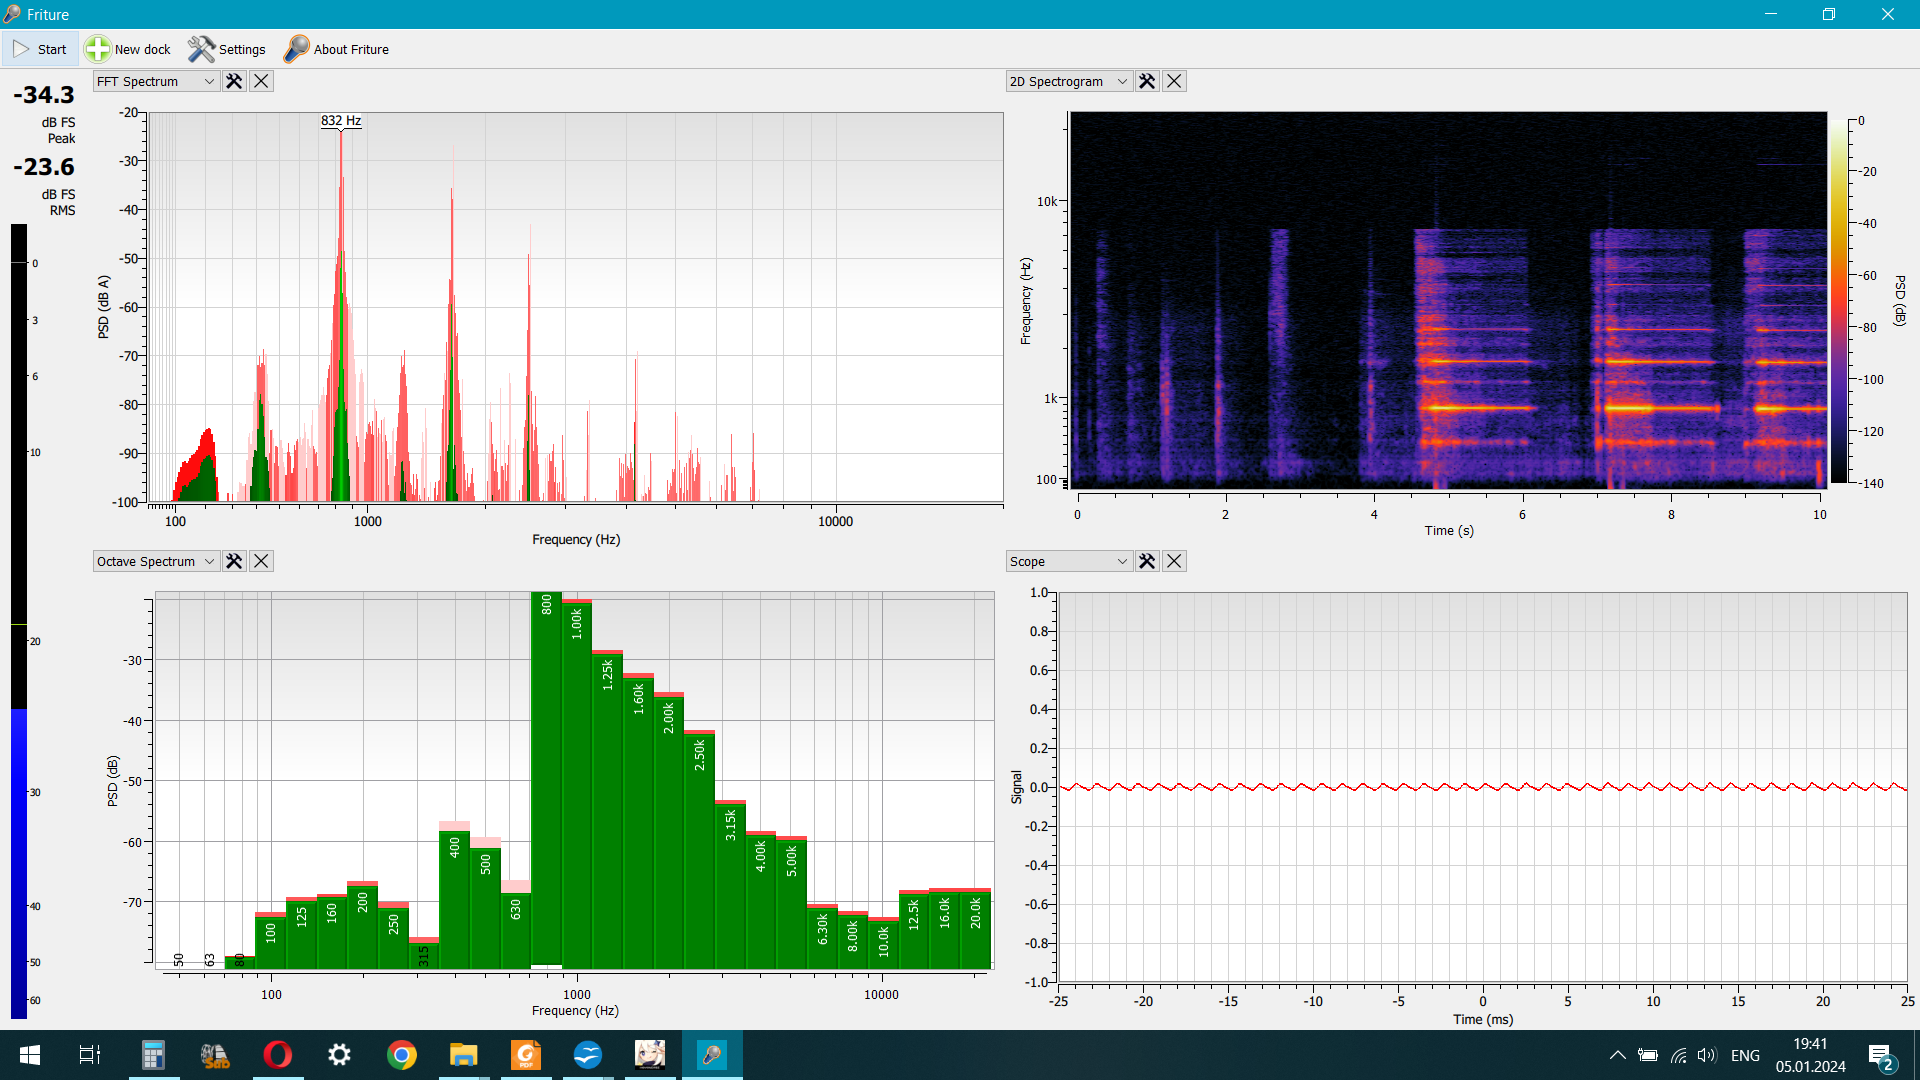 Friture
Start
New dock
Settings
About Friture
-34.3
dB FS
Peak
-23.6
dB FS
RMS
0
3
6
10
20
30
40
50
60
FFT Spectrum
832 Hz
-20
-30
-40
-50
-60
-70
-80
-90
-100
PSD (dB A)
100
1000
10000
Frequency (Hz)
2D Spectrogram
10k
1k
100
Frequency (Hz)
0
2
4
6
8
10
Time (s)
0
-20
-40
-60
-80
-100
-120
-140
PSD (dB)
Octave Spectrum
-30
-40
-50
-60
-70
PSD (dB)
50
63
80
100
125
160
200
250
315
400
500
630
800
1.00k
1.25k
1.60k
2.00k
2.50k
3.15k
4.00k
5.00k
6.30k
8.00k
10.0k
12.5k
16.0k
20.0k
100
1000
10000
Frequency (Hz)
Scope
1.0
0.8
0.6
0.4
0.2
0.0
-0.2
-0.4
-0.6
-0.8
-1.0
Signal
-25
-20
-15
-10
-5
0
5
10
15
20
25
Time (ms)
Sab
PDF
ENG
19:41
05.01.2024
2